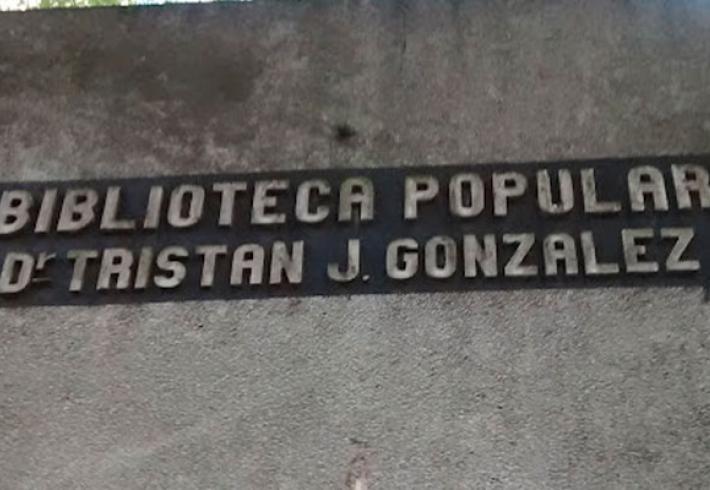 BIBLIOTECA POPULAR
Dr TRISTAN J. GONZALEZ